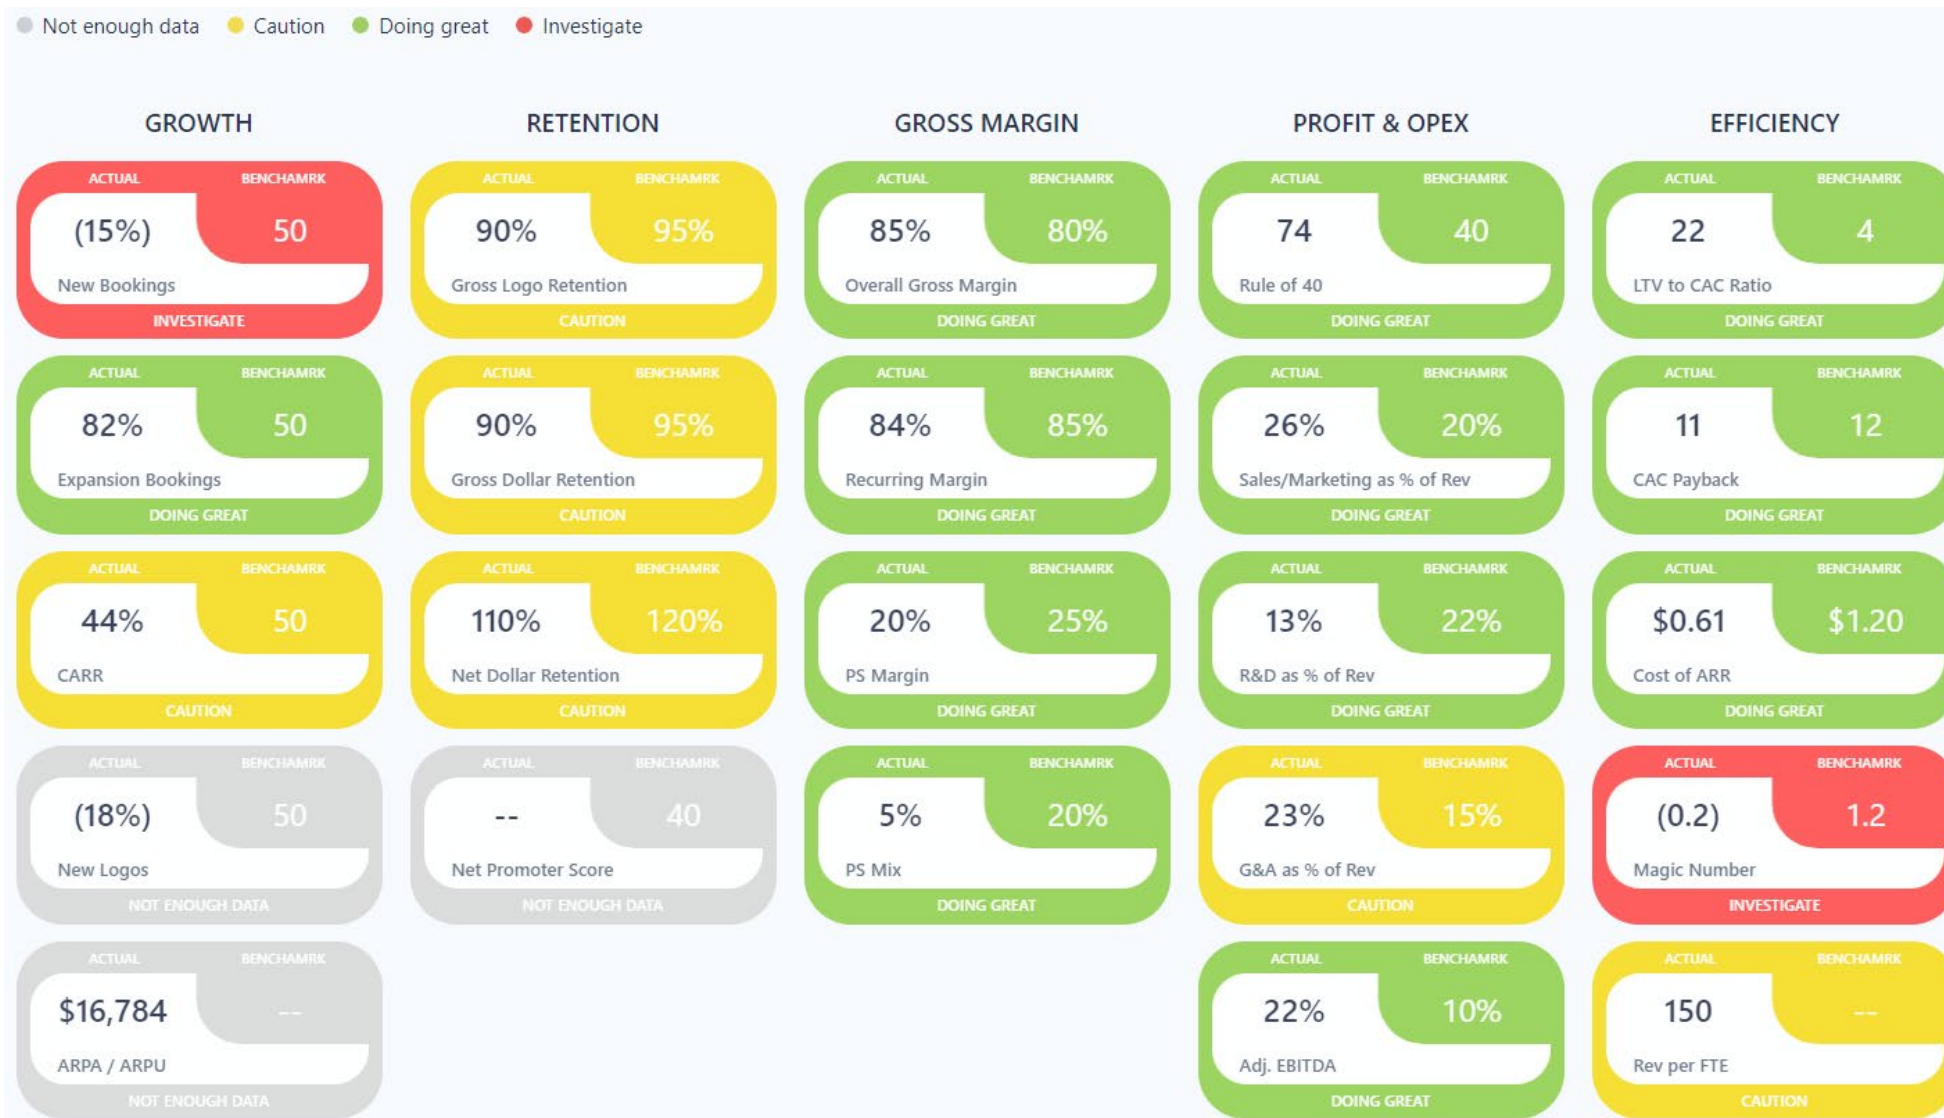 Not enough data Caution Doing great Investigate
GROWTH RETENTION GROSS MARGIN PROFIT & OPEX EFFICIENCY
ACTUAL BENCHAMRK ACTUAL BENCHAMRK ACTUAL BENCHAMRK ACTUAL BENCHAMRK ACTUAL BENCHAMRK
(15%) 50 90% 95% 85% 80% 74 40 22 4
New Bookings Gross Logo Retention Overall Gross Margin Rule of 40 LTV to CAC Ratio
INVESTIGATE CAUTION DOING GREAT DOING GREAT DOING GREAT
ACTUAL BENCHAMRK ACTUAL BENCHAMRK ACTUAL BENCHAMRK ACTUAL BENCHAMRK ACTUAL BENCHAMRK
82% 50 90% 95% 84% 85% 26% 20% 11 12
Expansion Bookings Gross Dollar Retention Recurring Margin Sales/Marketing as % of Rev CAC Payback
DOING GREAT CAUTION DOING GREAT DOING GREAT DOING GREAT
ACTUAL BENCHAMRK ACTUAL BENCHAMRK ACTUAL BENCHAMRK ACTUAL BENCHAMRK ACTUAL BENCHAMRK
44% 50 110% 120% 20% 25% 13% 22% $0.61 $1.20
CARR Net Dollar Retention PS Margin R&D as % of Rev Cost of ARR
CAUTION CAUTION DOING GREAT DOING GREAT DOING GREAT
ACTUAL BENCHAMRK ACTUAL BENCHAMRK ACTUAL BENCHAMRK ACTUAL BENCHAMRK ACTUAL BENCHAMRK
(18%) 50 -- 40 5% 20% 23% 15% (0.2) 1.2
New Logos Net Promoter Score PS Mix G&A as % of Rev Magic Number
NOT ENOUGH DATA NOT ENOUGH DATA DOING GREAT CAUTION INVESTIGATE
ACTUAL BENCHAMRK ACTUAL BENCHAMRK ACTUAL BENCHAMRK
$16,784 -- 22% 10% 150 --
ARPA / ARPU Adj. EBITDA Rev per FTE
NOT ENOUGH DATA DOING GREAT CAUTION